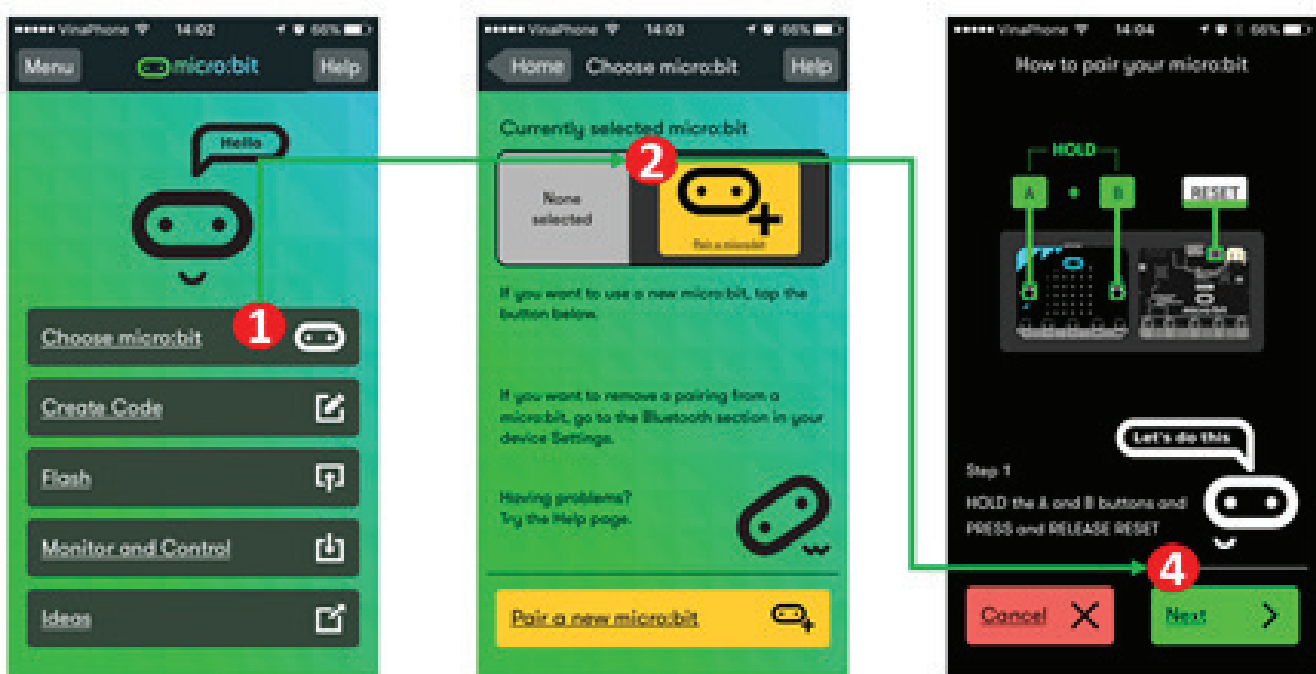 VinaPhone 14:02 66%
Menu micro:bit Help
Hello
1
Choose micro:bit
Create Code
Flash
Monitor and Control
Ideas
VinaPhone 14:03 66%
Home Choose micro:bit Help
Currently selected micro:bit
2
None
selected
Pair a micro:bit
If you want to use a new micro:bit, tap the
button below.
If you want to remove a pairing from a
micro:bit, go to the Bluetooth section in your
device Settings.
Having problems?
Try the Help page.
Pair a new micro:bit
VinaPhone 14:04 66%
How to pair your micro:bit
HOLD
A B RESET
Let's do this
Step 1
HOLD the A and B buttons and
PRESS and RELEASE RESET
4
Cancel Next